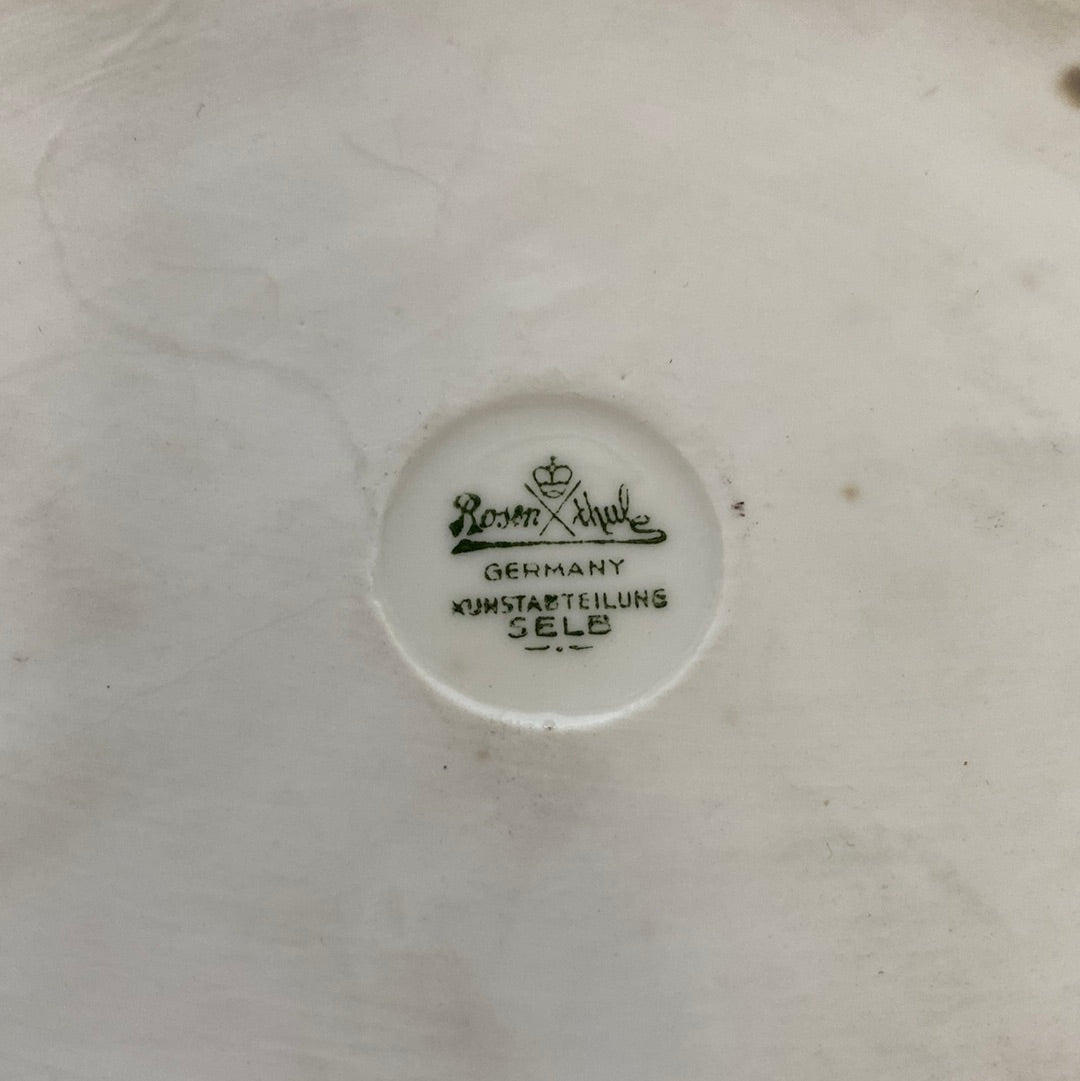 Rosenthal
GERMANY
KUNSTABTEILUNG
SELB